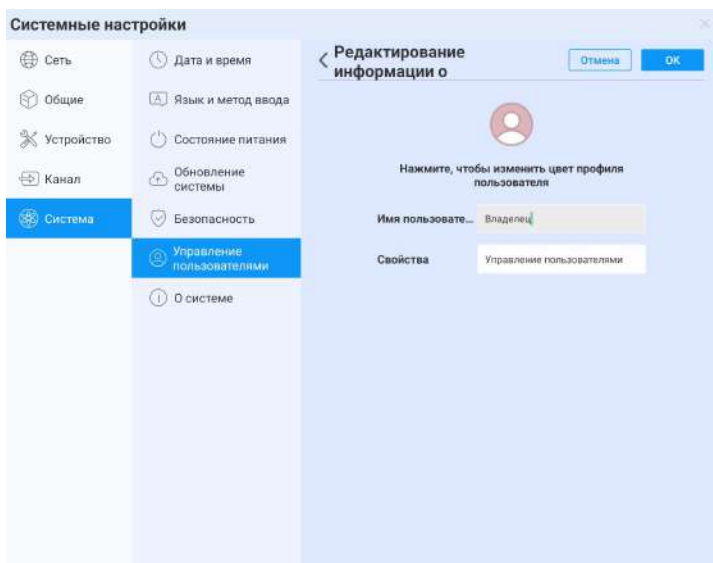 Системные настройки
Сеть
Общие
Устройство
Канал
Система
Дата и время
Язык и метод ввода
Состояние питания
Обновление
системы
Безопасность
Управление
пользователями
О системе
Редактирование
информации о
Отмена
ОК
Нажмите, чтобы изменить цвет профиля
пользователя
Имя пользовате... Владелец
Свойства Управление пользователями